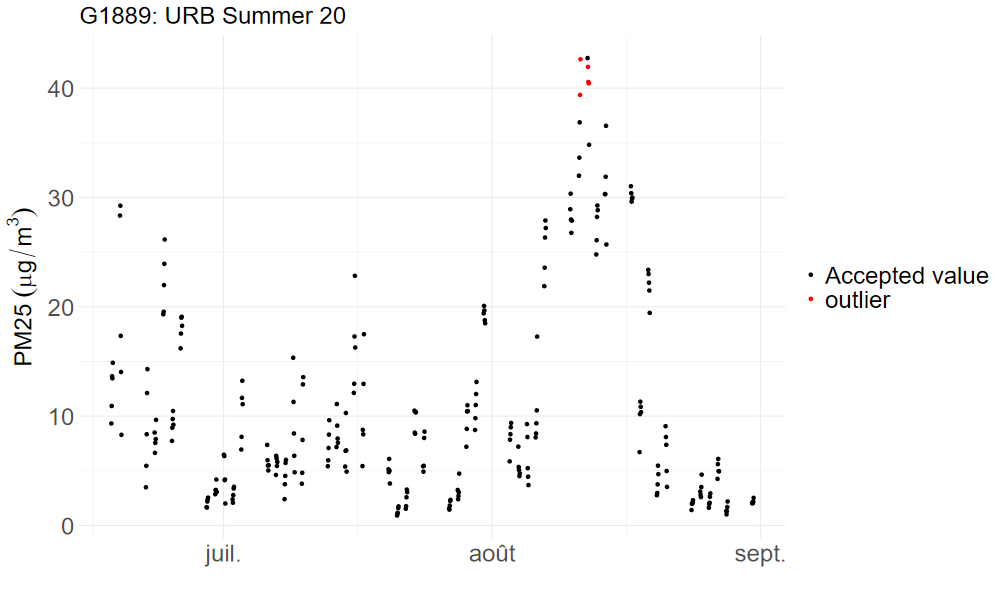 G1889: URB Summer 20
PM25 (μg/m³)
40
30
20
10
0
juil.
août
sept.
Accepted value
outlier